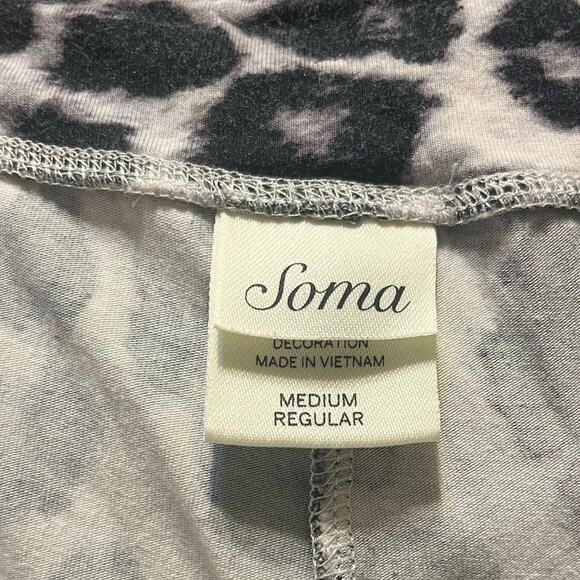 Soma
DECORATION
MADE IN VIETNAM
MEDIUM
REGULAR